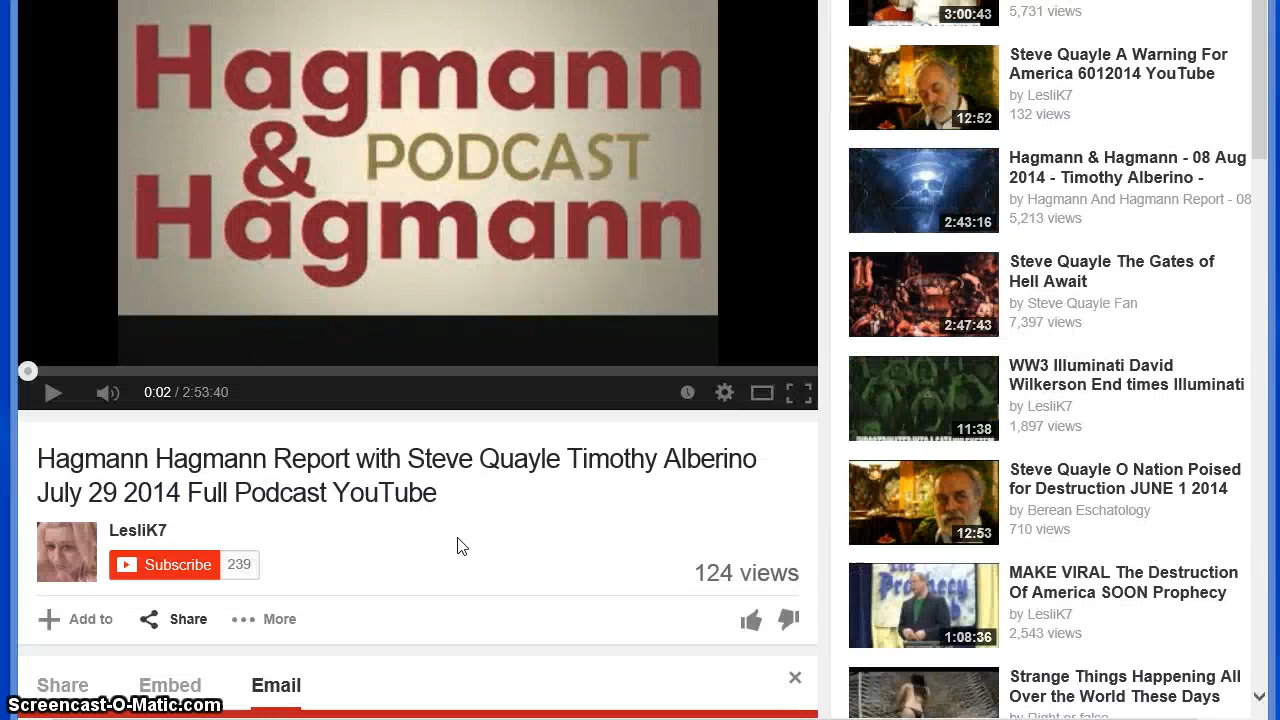 Hagmann
& PODCAST
Hagmann
0:02 / 2:53:40
Hagmann Hagmann Report with Steve Quayle Timothy Alberino
July 29 2014 Full Podcast YouTube
LesliK7
Subscribe 239
124 views
Add to Share More
Share Embed Email
Screencast-O-Matic.com
3:00:43
5,731 views
Steve Quayle A Warning For
America 6012014 YouTube
by LesliK7
132 views
12:52
Hagmann & Hagmann - 08 Aug
2014 - Timothy Alberino -
by Hagmann And Hagmann Report - 08
5,213 views
2:43:16
Steve Quayle The Gates of
Hell Await
by Steve Quayle Fan
7,397 views
2:47:43
WW3 Illuminati David
Wilkerson End times Illuminati
by LesliK7
1,897 views
11:38
Steve Quayle O Nation Poised
for Destruction JUNE 1 2014
by Berean Eschatology
710 views
12:53
MAKE VIRAL The Destruction
Of America SOON Prophecy
by LesliK7
2,543 views
1:08:36
Strange Things Happening All
Over the World These Days
by Right or false